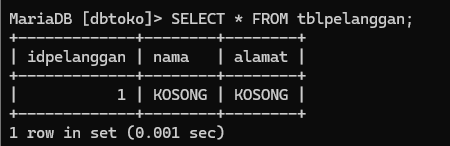 MariaDB [dbtoko]> SELECT * FROM tblpelanggan;
+-------------+--------+--------+
| idpelanggan | nama   | alamat |
+-------------+--------+--------+
|           1 | KOSONG | KOSONG |
+-------------+--------+--------+
1 row in set (0.001 sec)